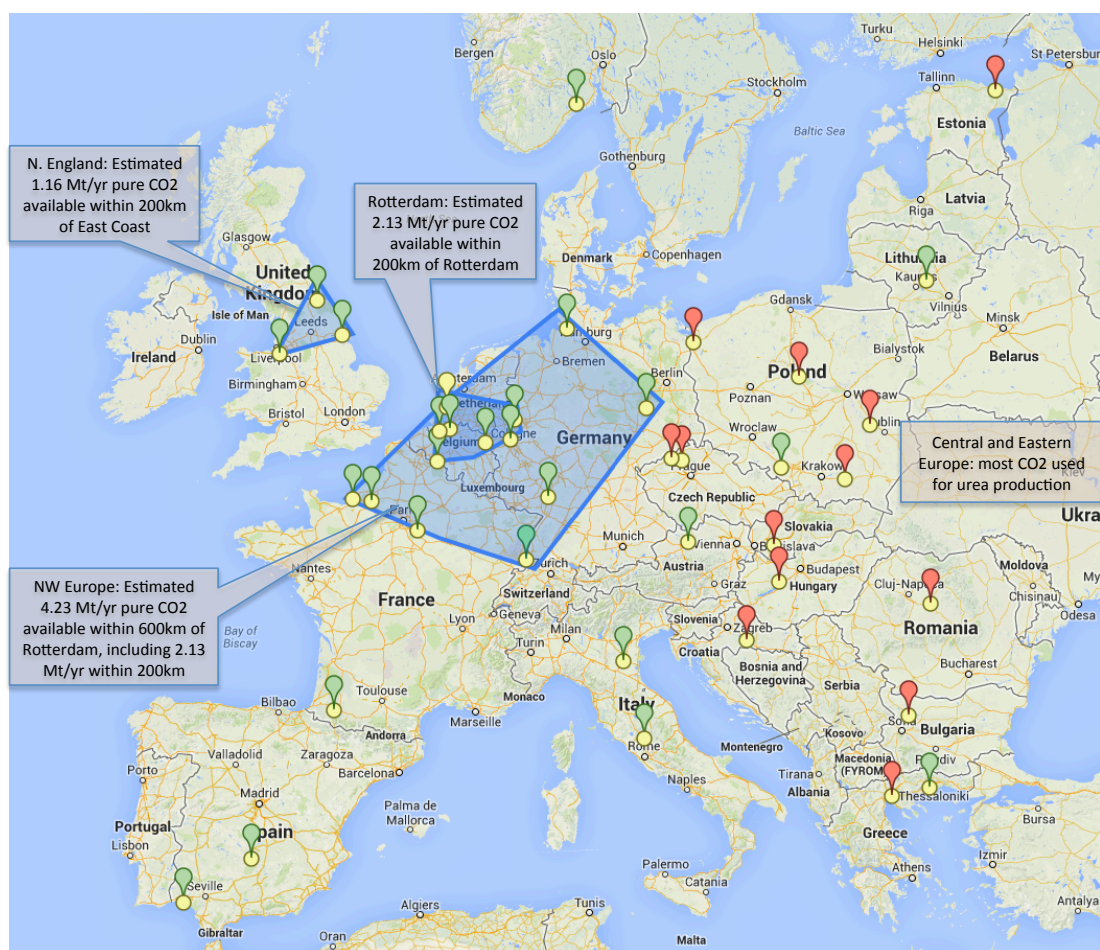 Bergen
Oslo
Turku
Helsinki
St Petersburg
Tallinn
Stockholm
Estonia
Baltic Sea
Gothenburg
Latvia
Riga
N. England: Estimated
1.16 Mt/yr pure CO2
available within 200km
of East Coast
Rotterdam: Estimated
2.13 Mt/yr pure CO2
available within
200km of Rotterdam
Glasgow
Denmark
Copenhagen
Lithuania
Kaunas
Vilnius
United
Kingdom
Isle of Man
Leeds
Gdansk
Minsk
Dublin
Ireland
Liverpool
Bremen
Białystok
Belarus
Birmingham
Berlin
Poland
Poznan
Warsaw
Bristol
London
Cologne
Belgium
Germany
Wroclaw
Lublin
Central and Eastern
Europe: most CO2 used
for urea production
Luxembourg
Prague
Krakow
Kiev
Czech Republic
Ukra
Slovakia
Munich
Vienna
Bratislava
Nantes
Zurich
Austria
Budapest
Moldova
NW Europe: Estimated
4.23 Mt/yr pure CO2
available within 600km of
Rotterdam, including 2.13
Mt/yr within 200km
France
Switzerland
Graz
Hungary
Cluj-Napoca
Chisinau
My
Odesa
Geneva
Slovenia
Zagreb
Romania
Bay of
Biscay
Lyon
Milan
Turin
Croatia
Bosnia and
Herzegovina
Bucharest
Serbia
Toulouse
Monaco
Bilbao
Marseille
Italy
Sofia
Bulgaria
Andorra
Kosovo
Valladolid
Zaragoza
Rome
Montenegro
Macedonia
(FYROM)
Plovdiv
Porto
Barcelona
Tirana
Albania
Thessaloniki
Naples
Madrid
Palma de
Mallorca
Bursa
Portugal
Spain
Greece
Lisbon
Palermo
Athens
Izmir
Catania
Seville
Antalya
Algiers
Tunis
Gibraltar
Oran
Malta